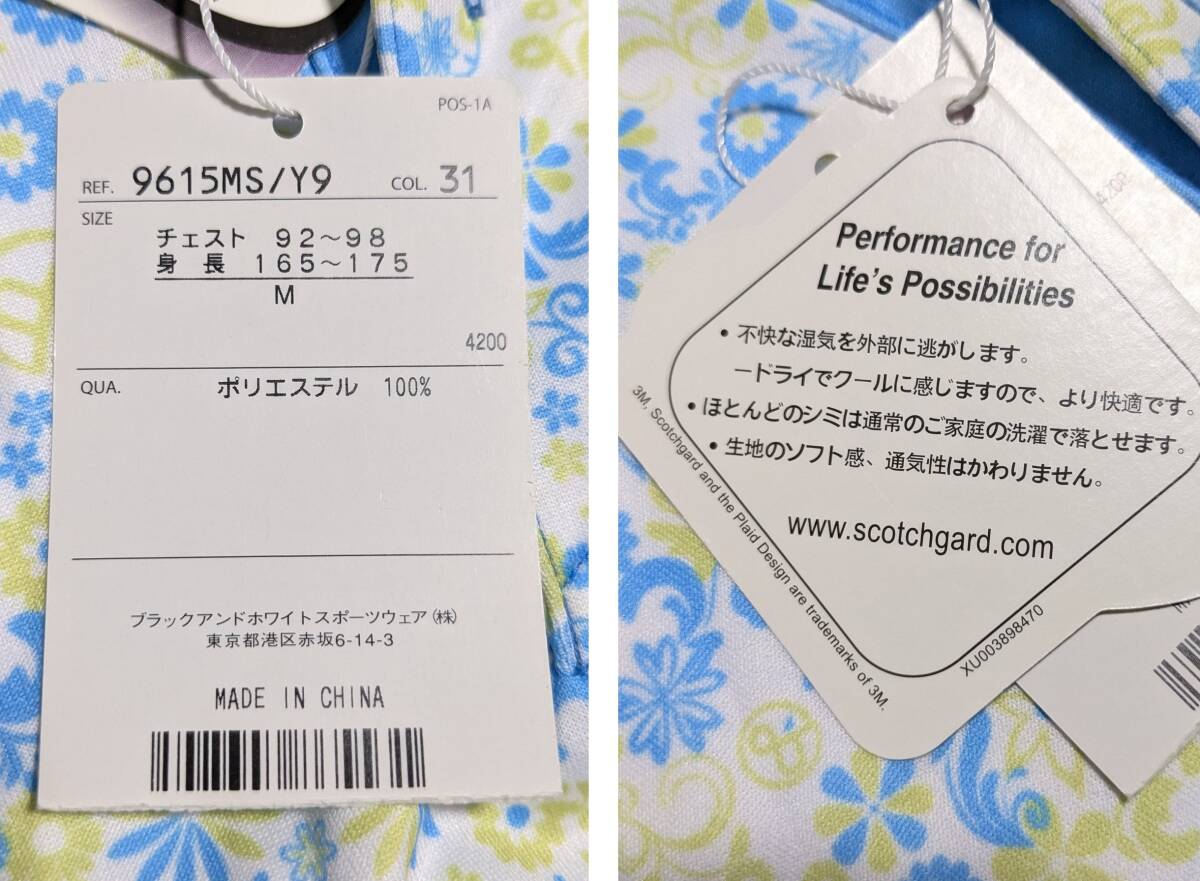 POS-1A
REF. 9615MS/Y9 COL. 31
SIZE
チェスト 92～98
身長 165～175
M
4200
QUA. ポリエステル 100%
ブラックアンドホワイトスポーツウェア(株)
東京都港区赤坂6-14-3
MADE IN CHINA
Performance for
Life's Possibilities
• 不快な湿気を外部に逃がします。
ードライでクールに感じますので、より快適です。
• ほとんどのシミは通常のご家庭の洗濯で落とせます。
• 生地のソフト感、通気性はかわりません。
www.scotchgard.com
3M, Scotchgard and the Plaid Design are trademarks of 3M.
XU003898470